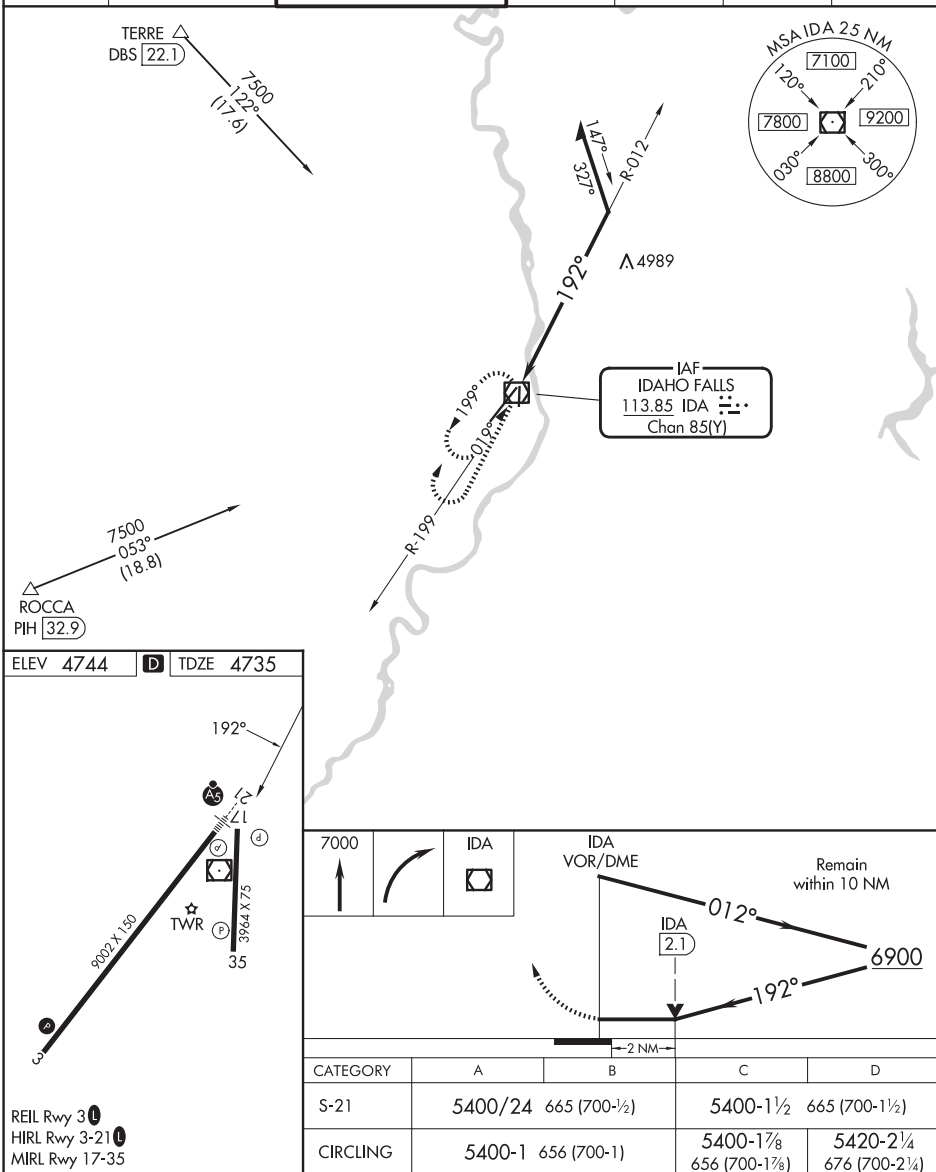 TERRE
DBS 22.1
7500
122°
(17.6)
MSA IDA 25 NM
7100
120°
210°
7800
9200
030°
300°
8800
147°
327°
R-012
192°
4989
IAF
IDAHO FALLS
113.85 IDA
Chan 85(Y)
199°
019°
R-199
7500
053°
(18.8)
ROCCA
PIH 32.9
ELEV 4744 D TDZE 4735
192°
A5
21
17
P
P
TWR
9002 X 150
3964 X 75
P
35
P
3
REIL Rwy 3 L
HIRL Rwy 3-21 L
MIRL Rwy 17-35
7000
IDA
IDA
VOR/DME
Remain
within 10 NM
012°
IDA
2.1
6900
192°
2 NM
CATEGORY A B C D
S-21 5400/24 665 (700-½) 5400-1½ 665 (700-1½)
CIRCLING 5400-1 656 (700-1) 5400-1⅞ 656 (700-1⅞) 5420-2¼ 676 (700-2¼)